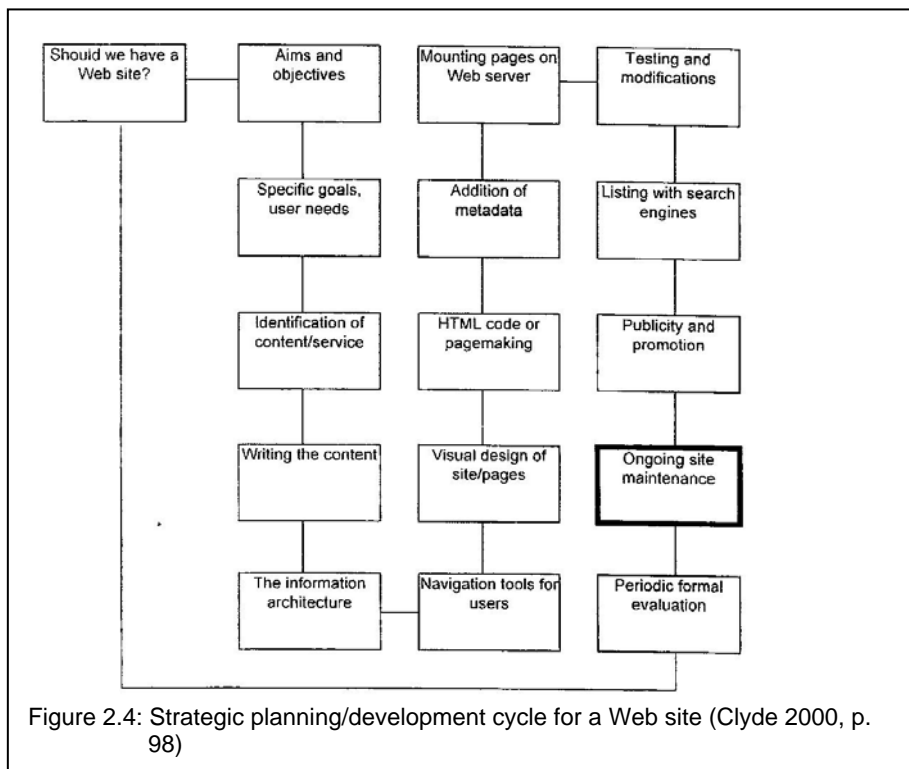 Should we have a
Web site?
Aims and
objectives
Mounting pages on
Web server
Testing and
modifications
Specific goals,
user needs
Addition of
metadata
Listing with search
engines
Identification of
content/service
HTML code or
pagemaking
Publicity and
promotion
Writing the content
Visual design of
site/pages
Ongoing site
maintenance
The information
architecture
Navigation tools for
users
Periodic formal
evaluation
Figure 2.4: Strategic planning/development cycle for a Web site (Clyde 2000, p.
98)